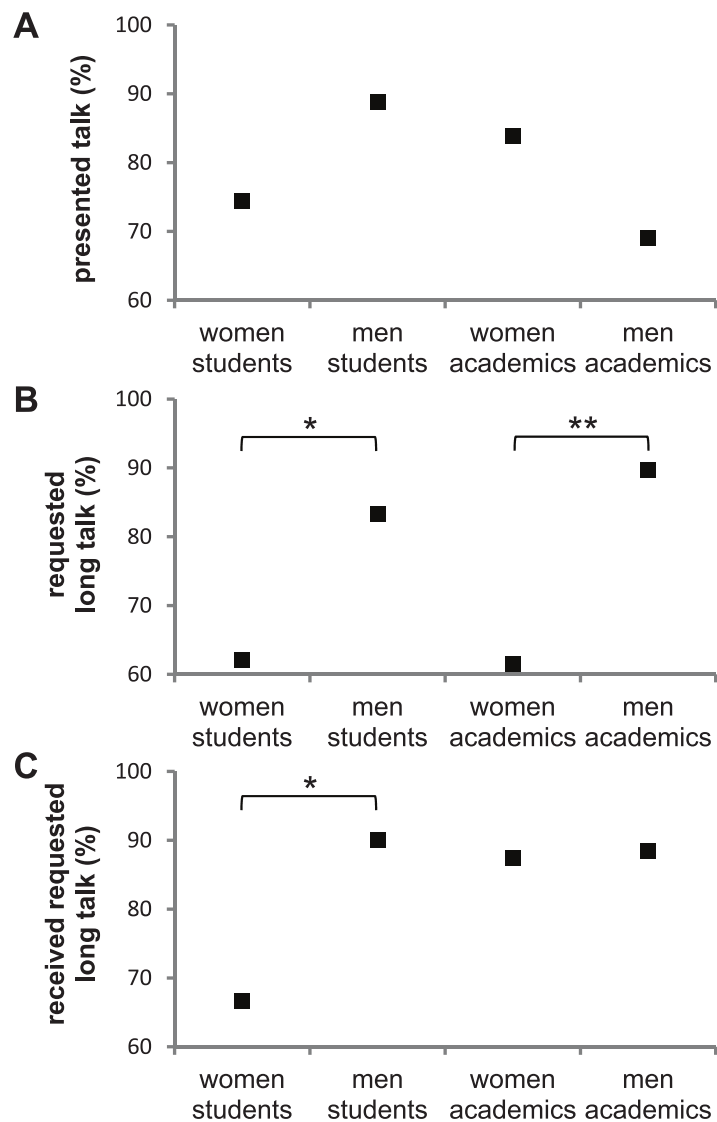 A
presented talk (%)
100
90
80
70
60
women students
men students
women academics
men academics
B
requested
long talk (%)
100
90
80
70
60
*
**
women students
men students
women academics
men academics
C
received requested
long talk (%)
100
90
80
70
60
*
women students
men students
women academics
men academics